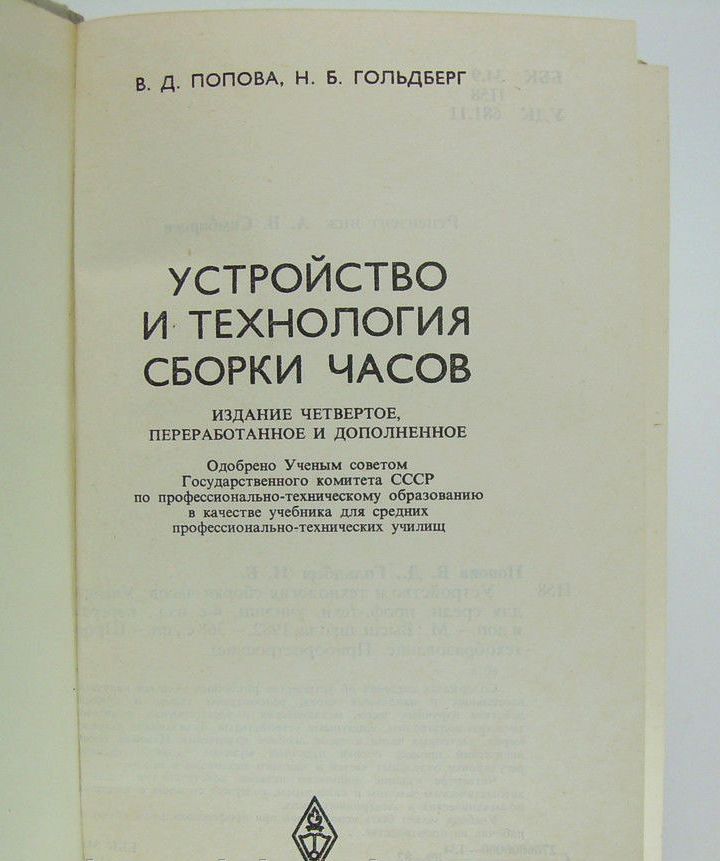 В. Д. ПОПОВА, Н. Б. ГОЛЬДБЕРГ
УСТРОЙСТВО
И ТЕХНОЛОГИЯ
СБОРКИ ЧАСОВ
ИЗДАНИЕ ЧЕТВЕРТОЕ,
ПЕРЕРАБОТАННОЕ И ДОПОЛНЕННОЕ
Одобрено Ученым советом
Государственного комитета СССР
по профессионально-техническому образованию
в качестве учебника для средних
профессионально-технических училищ